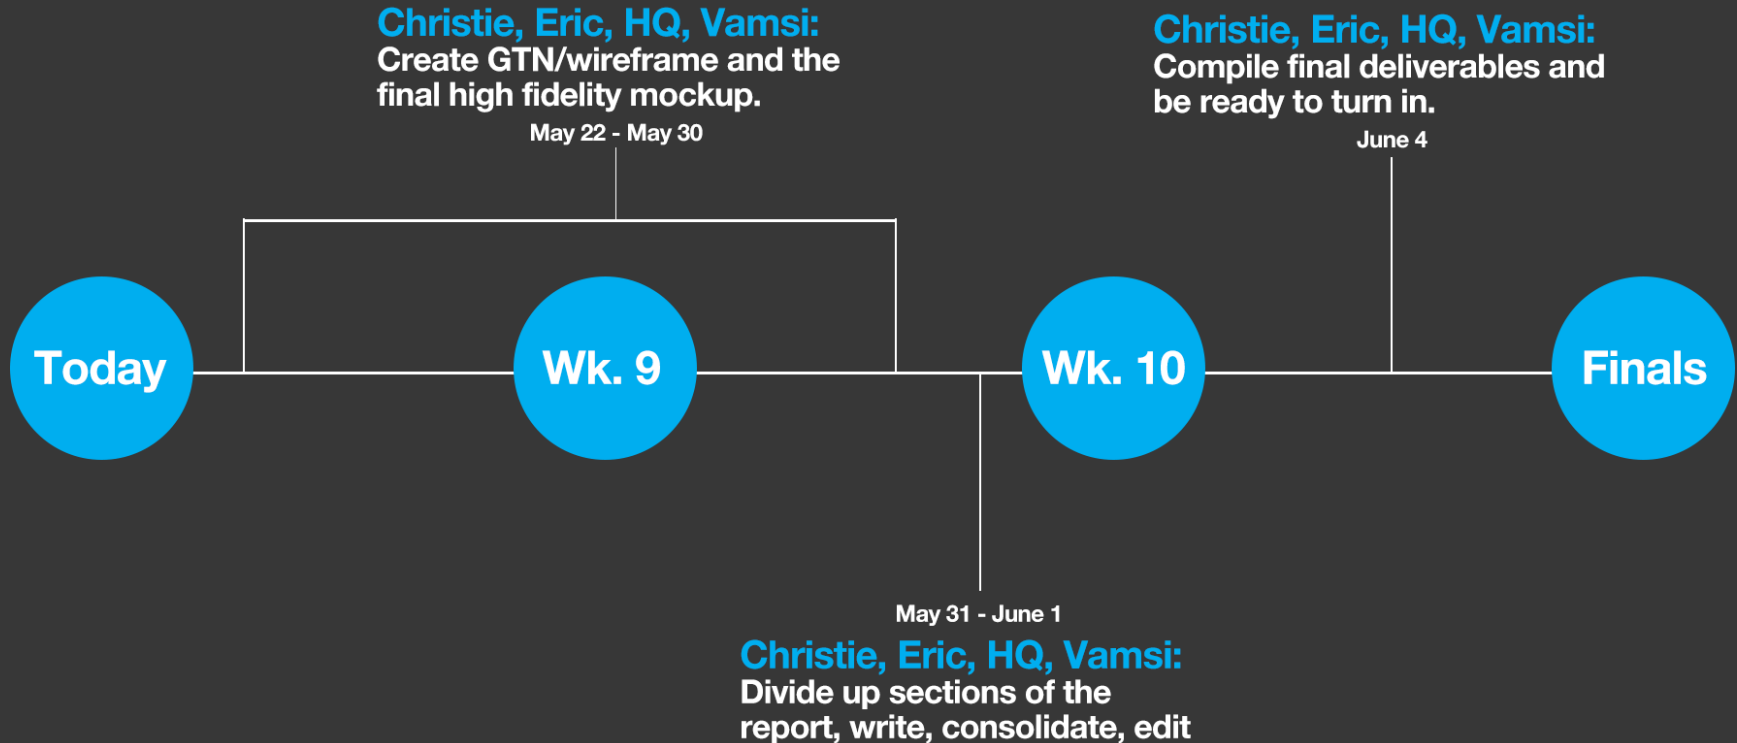 Christie, Eric, HQ, Vamsi:
Create GTN/wireframe and the
final high fidelity mockup.
May 22 - May 30
Christie, Eric, HQ, Vamsi:
Compile final deliverables and
be ready to turn in.
June 4
Today
Wk. 9
Wk. 10
Finals
May 31 - June 1
Christie, Eric, HQ, Vamsi:
Divide up sections of the
report, write, consolidate, edit